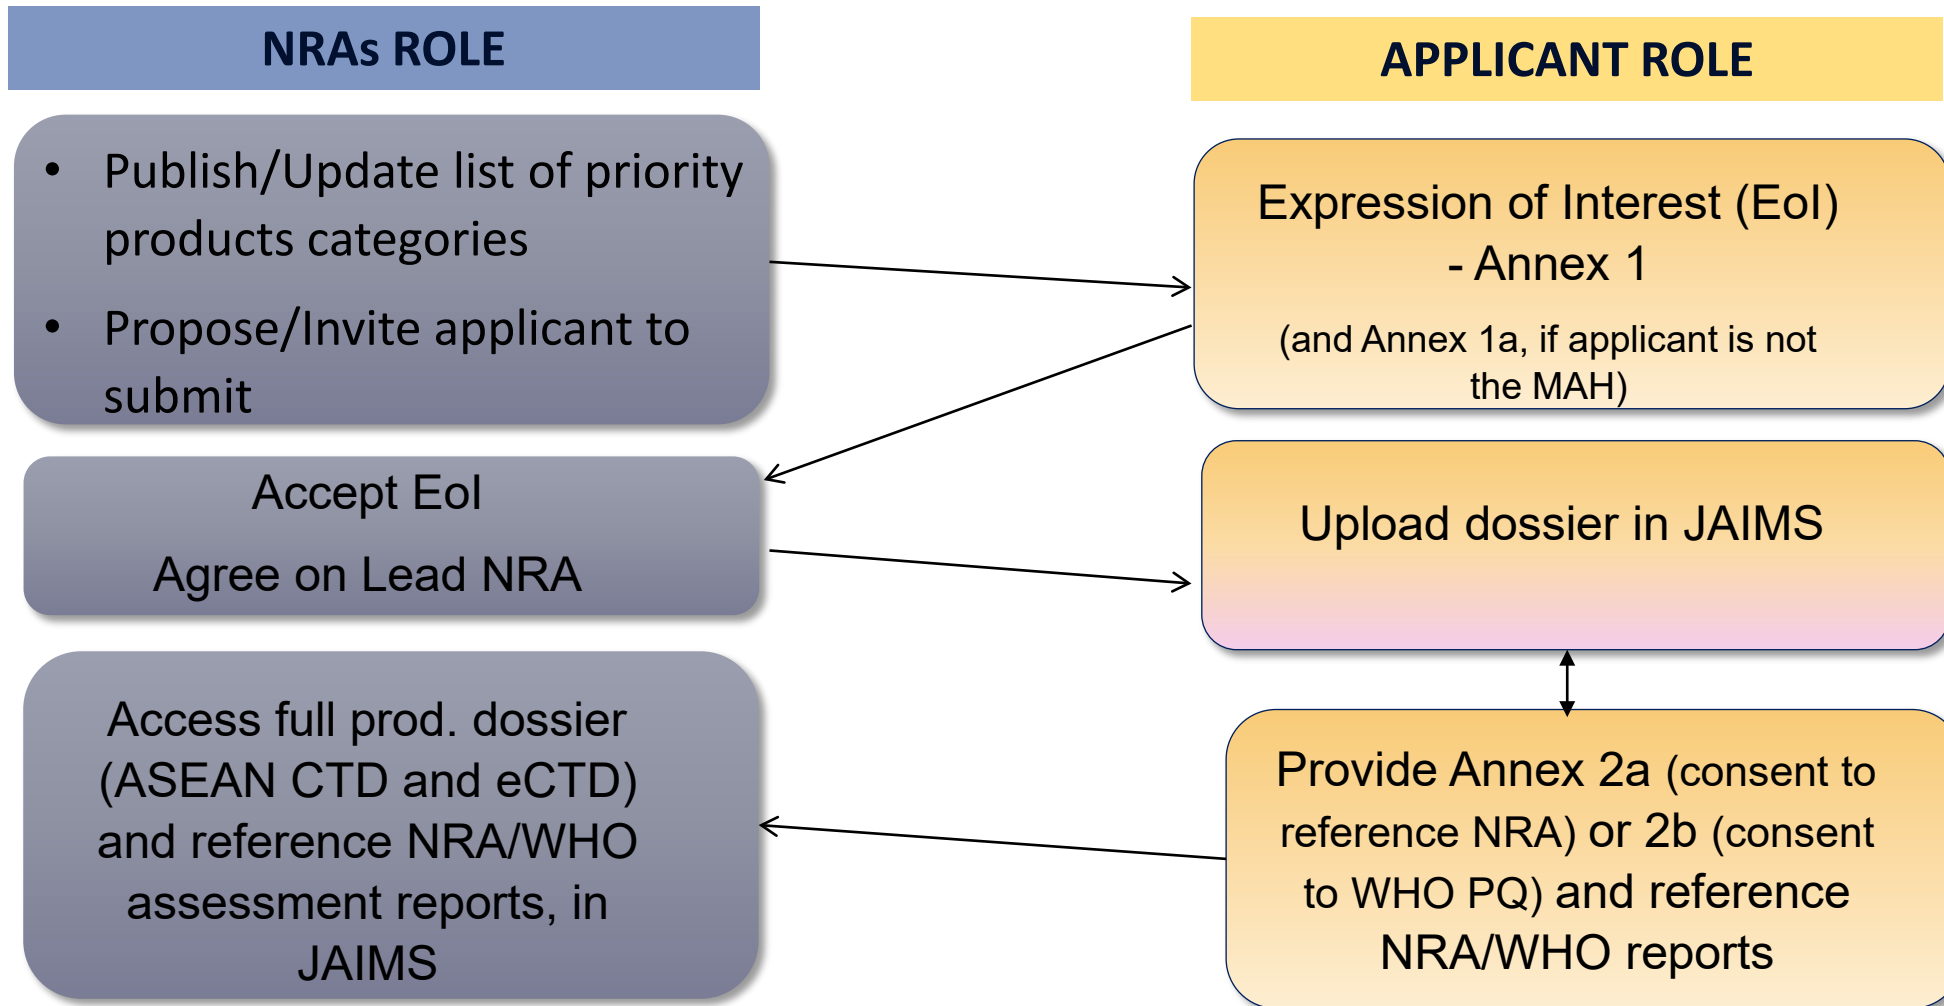 NRAs ROLE
APPLICANT ROLE
• Publish/Update list of priority
products categories
• Propose/Invite applicant to
submit
Expression of Interest (EoI)
- Annex 1
(and Annex 1a, if applicant is not
the MAH)
Accept EoI
Agree on Lead NRA
Upload dossier in JAIMS
Access full prod. dossier
(ASEAN CTD and eCTD)
and reference NRA/WHO
assessment reports, in
JAIMS
Provide Annex 2a (consent to
reference NRA) or 2b (consent
to WHO PQ) and reference
NRA/WHO reports